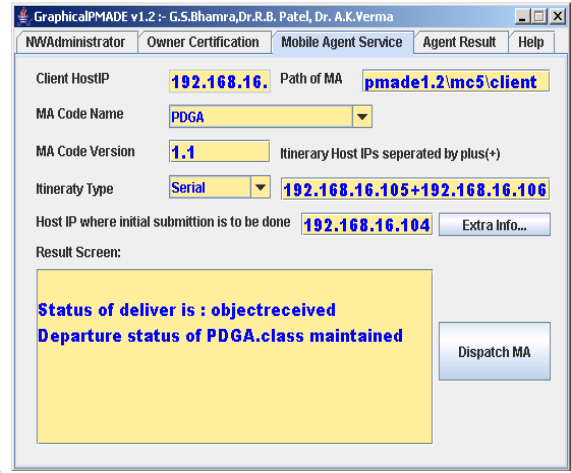 GraphicalPMADE v1.2 :- G.S.Bhamra,Dr.R.B. Patel, Dr. A.K.Verma
NWAdministrator Owner Certification Mobile Agent Service Agent Result Help
Client HostIP 192.168.16. Path of MA pmade1.2\mc5\client
MA Code Name PDGA
MA Code Version 1.1 Itinerary Host IPs seperated by plus(+)
Itineraty Type Serial 192.168.16.105+192.168.16.106
Host IP where initial submittion is to be done 192.168.16.104 Extra Info...
Result Screen:
Status of deliver is : objectreceived
Departure status of PDGA.class maintained
Dispatch MA